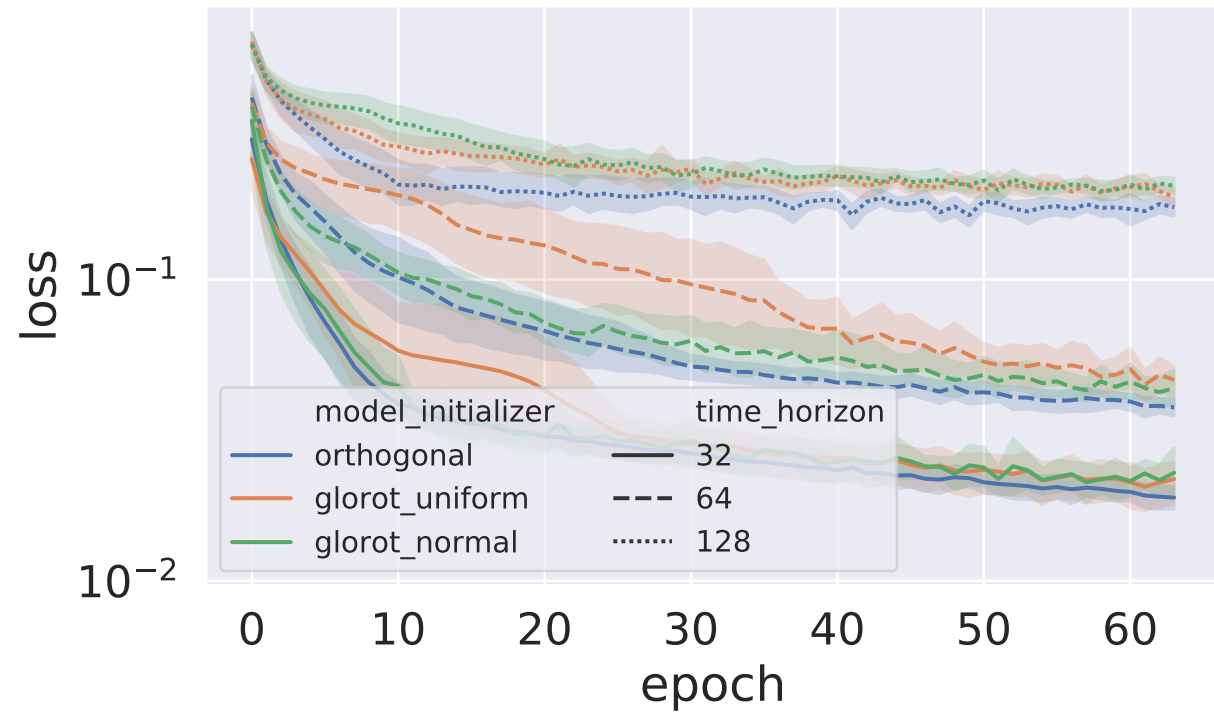 loss
10⁻¹
10⁻²
model_initializer
orthogonal
glorot_uniform
glorot_normal
time_horizon
32
64
128
0 10 20 30 40 50 60
epoch